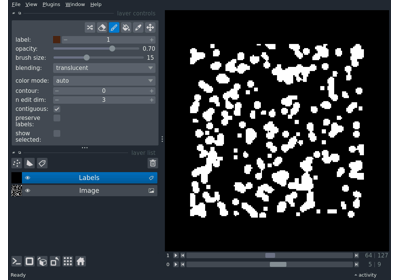 File View Plugins Window Help
layer controls
label: 1
opacity: 0.70
brush size: 15
blending: translucent
color mode: auto
contour: 0
n edit dim: 3
contiguous:
preserve labels:
show selected:
layer list
Labels
Image
1 64 127
0 5 9
Ready activity